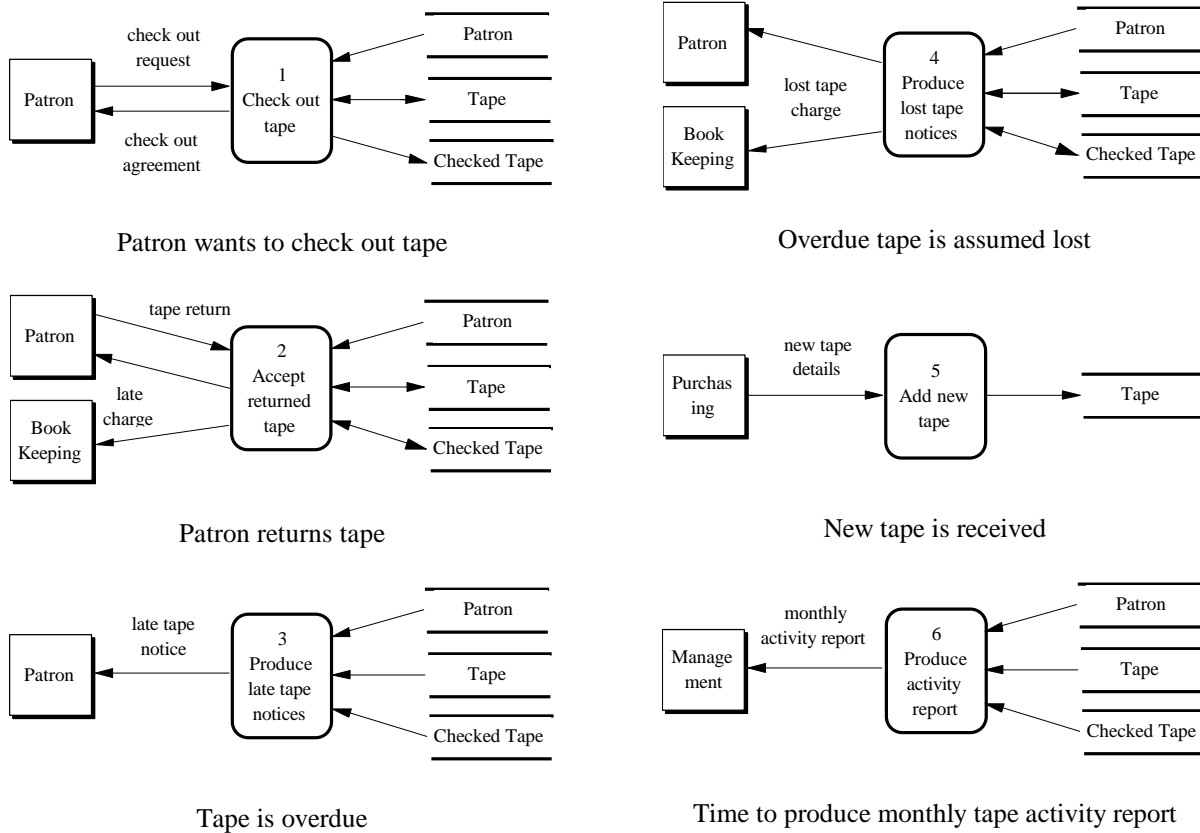 check out
request
Patron
1
Check out
tape
check out
agreement
Patron
Tape
Checked Tape
Patron wants to check out tape
Patron
Book
Keeping
lost tape
charge
4
Produce
lost tape
notices
Patron
Tape
Checked Tape
Overdue tape is assumed lost
Patron
tape return
Book
Keeping
late
charge
2
Accept
returned
tape
Patron
Tape
Checked Tape
Patron returns tape
Purchas
ing
new tape
details
5
Add new
tape
Tape
New tape is received
Patron
late tape
notice
3
Produce
late tape
notices
Patron
Tape
Checked Tape
Tape is overdue
Manage
ment
monthly
activity report
6
Produce
activity
report
Patron
Tape
Checked Tape
Time to produce monthly tape activity report